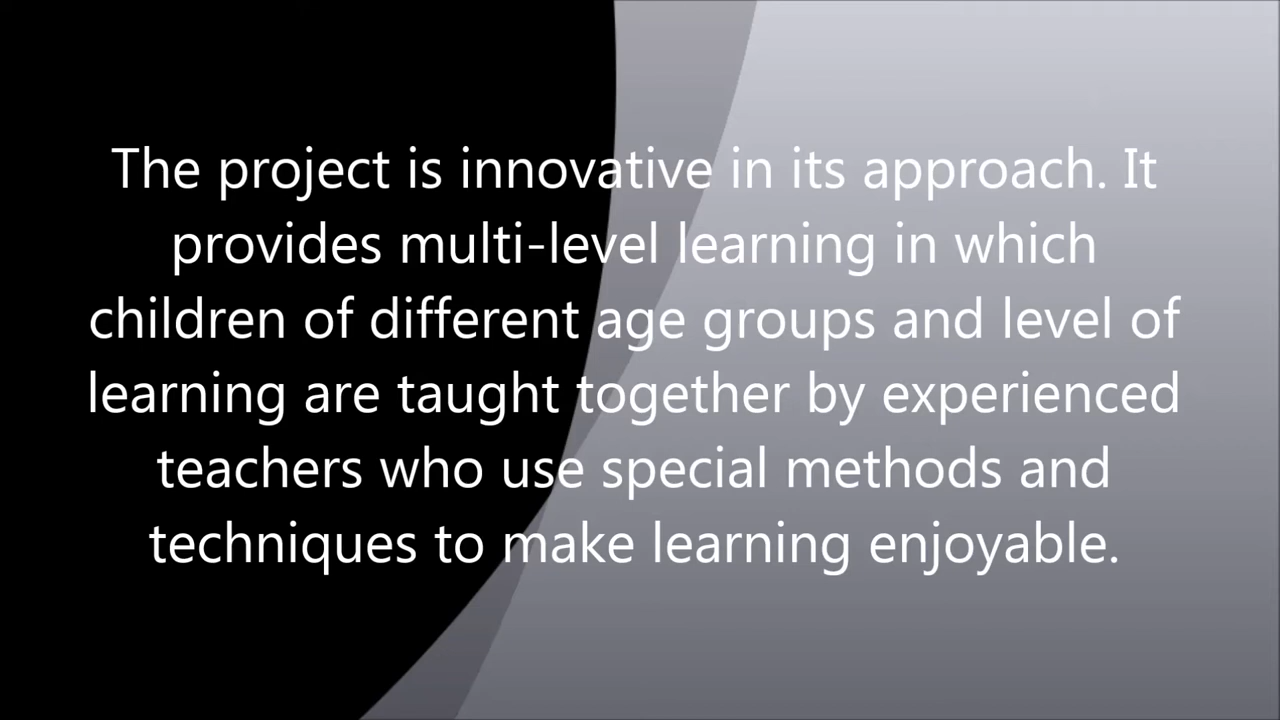 The project is innovative in its approach. It
provides multi-level learning in which
children of different age groups and level of
learning are taught together by experienced
teachers who use special methods and
techniques to make learning enjoyable.